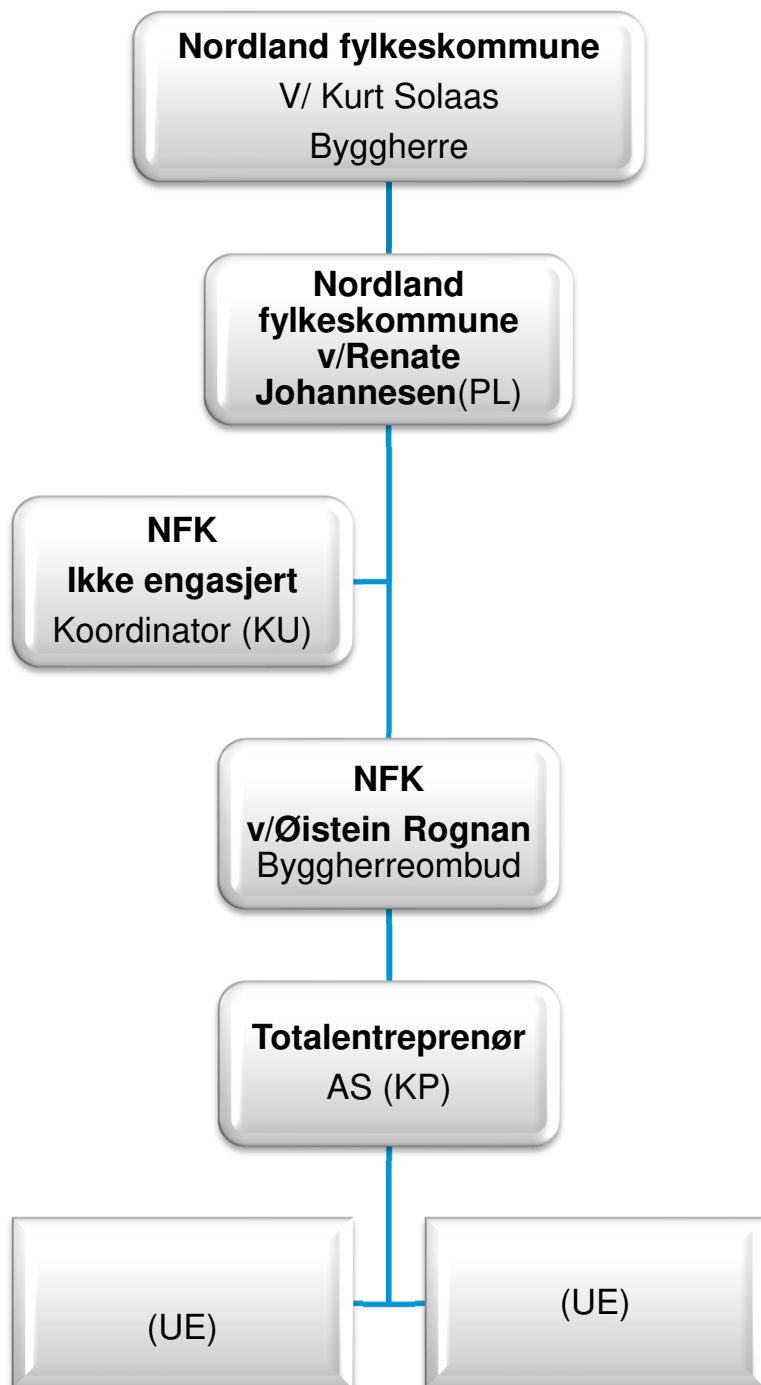 Nordland fylkeskommune
V/ Kurt Solaas
Byggherre
Nordland
fylkeskommune
v/Renate
Johannesen(PL)
NFK
Ikke engasjert
Koordinator (KU)
NFK
v/Øistein Rognan
Byggherreombud
Totalentreprenør
AS (KP)
(UE)
(UE)